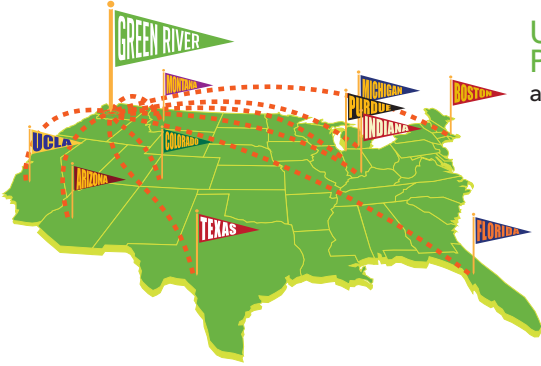 GREEN RIVER
MONTANA
MICHIGAN
BOSTON
PURDUE
INDIANA
UCLA
COLORADO
ARIZONA
TEXAS
FLORIDA